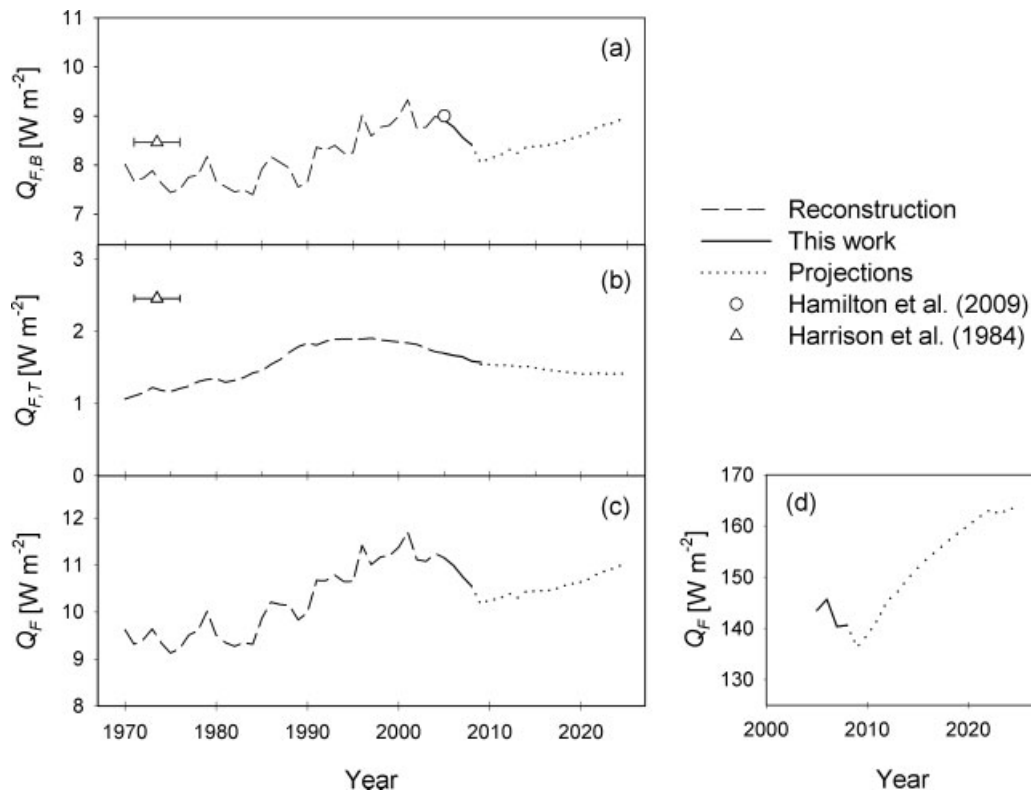 11
10
9
8
7
Q_{F,B} [W m^{-2}]
(a)
3
2
1
0
Q_{F,T} [W m^{-2}]
(b)
12
11
10
9
8
Q_F [W m^{-2}]
(c)
1970 1980 1990 2000 2010 2020
Year
Reconstruction
This work
Projections
Hamilton et al. (2009)
Harrison et al. (1984)
170
160
150
140
130
Q_F [W m^{-2}]
(d)
2000 2010 2020
Year